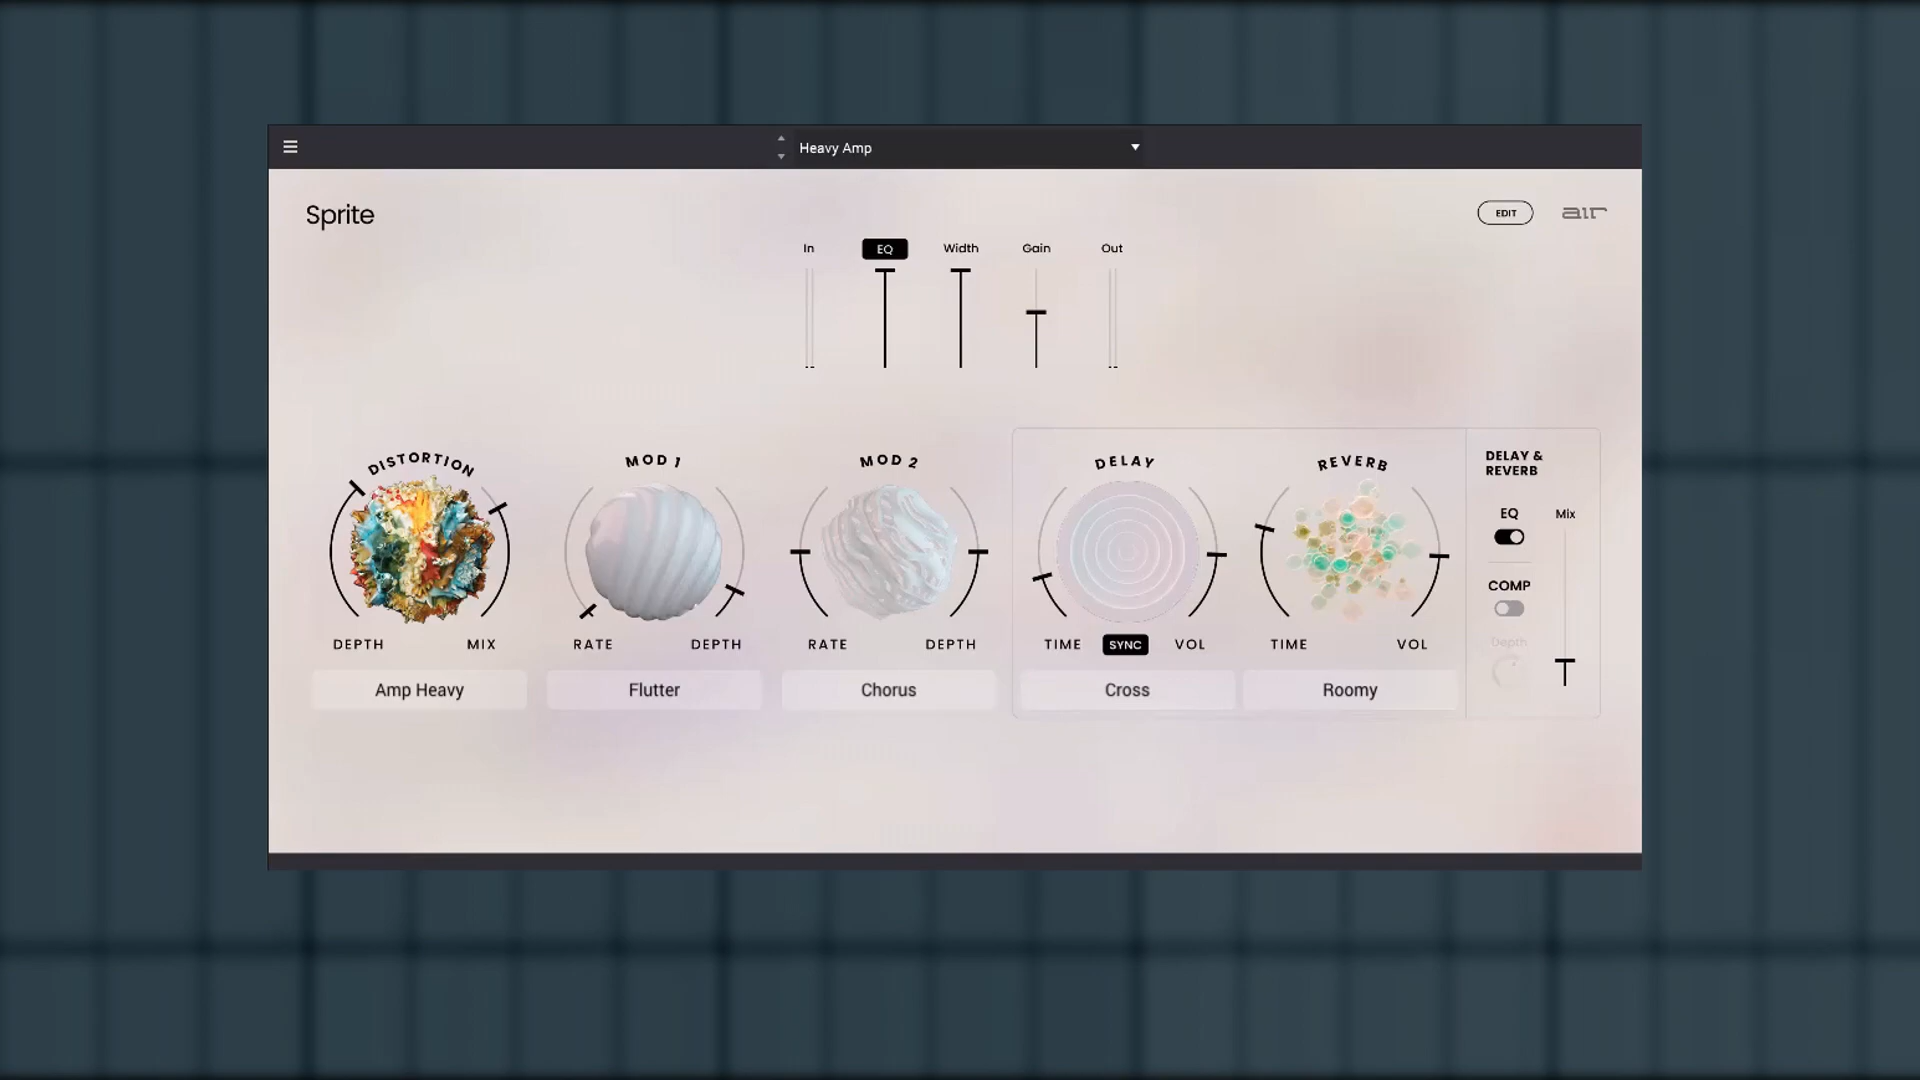 Heavy Amp
Sprite
EDIT
air
In
EQ
Width
Gain
Out
DISTORTION
MOD 1
MOD 2
DELAY
REVERB
DELAY &
REVERB
EQ
Mix
COMP
Depth
DEPTH
MIX
RATE
DEPTH
RATE
DEPTH
TIME
SYNC
VOL
TIME
VOL
Amp Heavy
Flutter
Chorus
Cross
Roomy